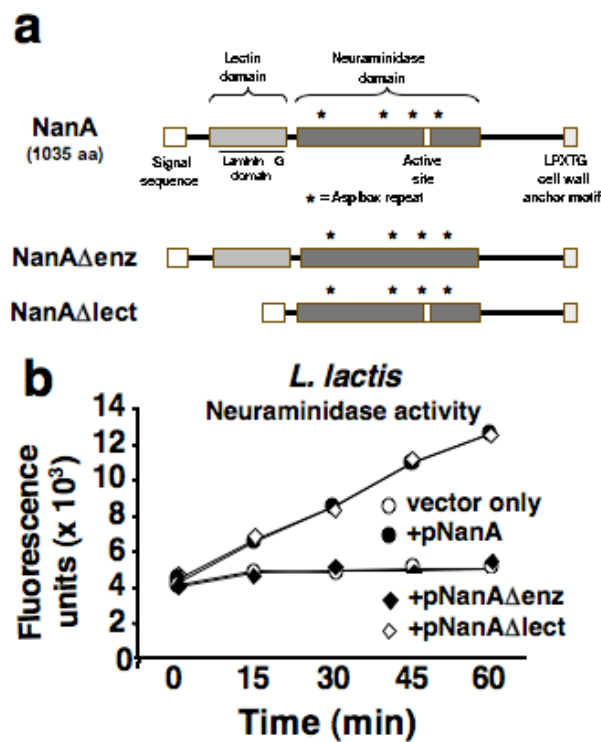 a
Lectin
domain
Neuraminidase
domain
* * * *
NanA
(1035 aa)
Signal
sequence
Laminin G
domain
Active
site
LPXTG
cell wall
anchor motif
* = Asp box repeat
* * * *
NanAΔenz
* * * *
NanAΔlect
b
L. lactis
Neuraminidase activity
Fluorescence
units (x 10³)
14
12
10
8
6
4
2
0
vector only
+pNanA
+pNanAΔenz
+pNanAΔlect
0 15 30 45 60
Time (min)